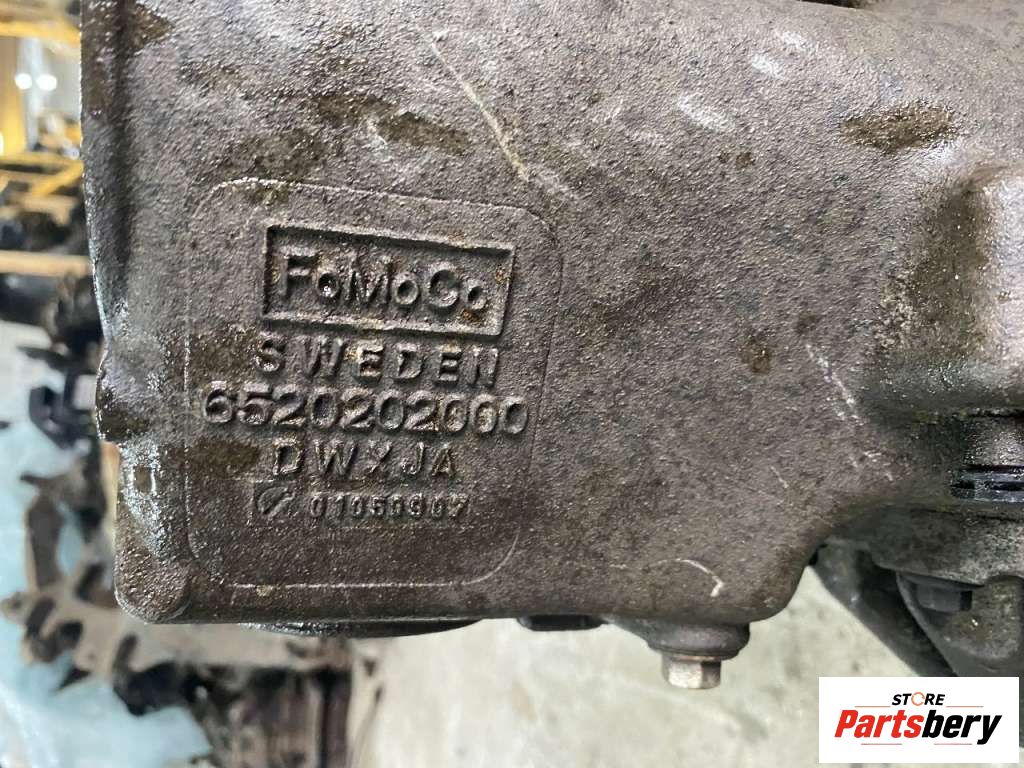 FoMoCo
SWEDEN
6520202000
DWXJA
01050907
STORE
Partsbery